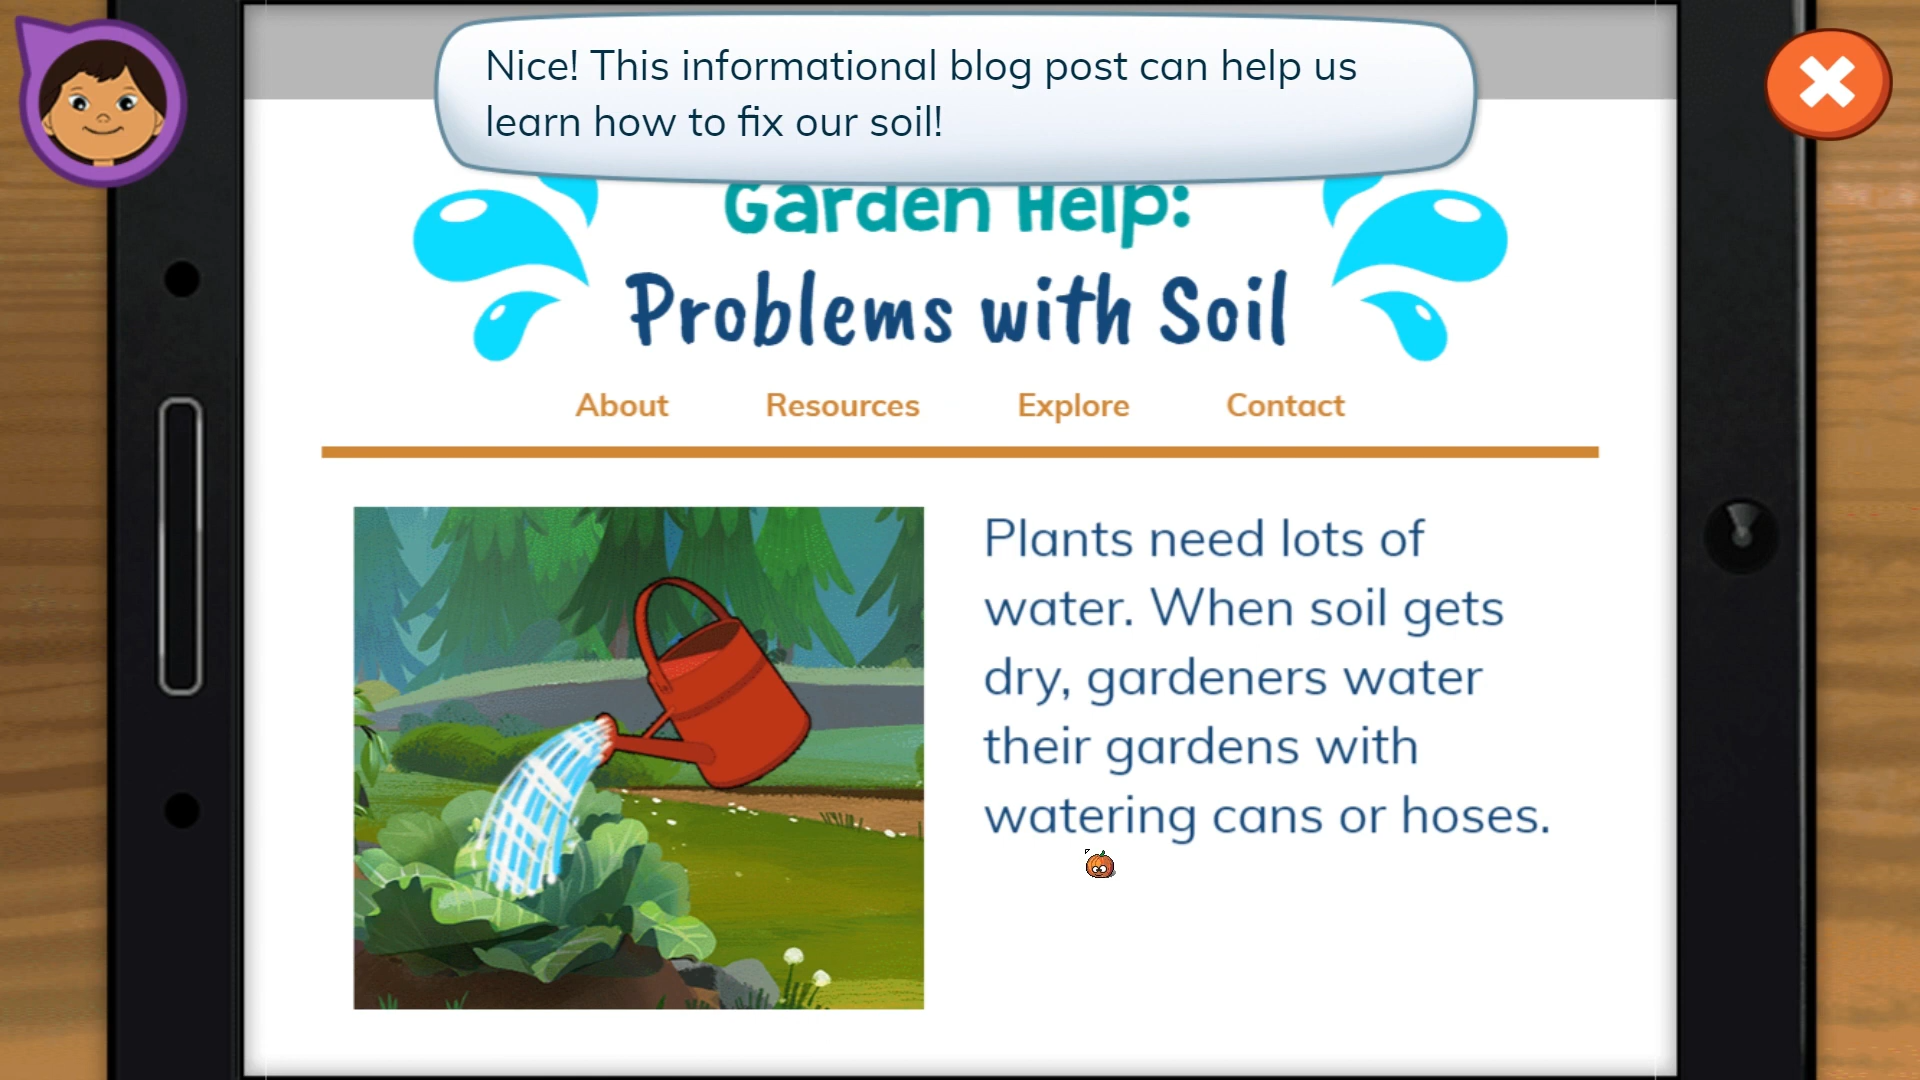 Nice! This informational blog post can help us
learn how to fix our soil!
Garden Help:
Problems with Soil
About Resources Explore Contact
Plants need lots of
water. When soil gets
dry, gardeners water
their gardens with
watering cans or hoses.